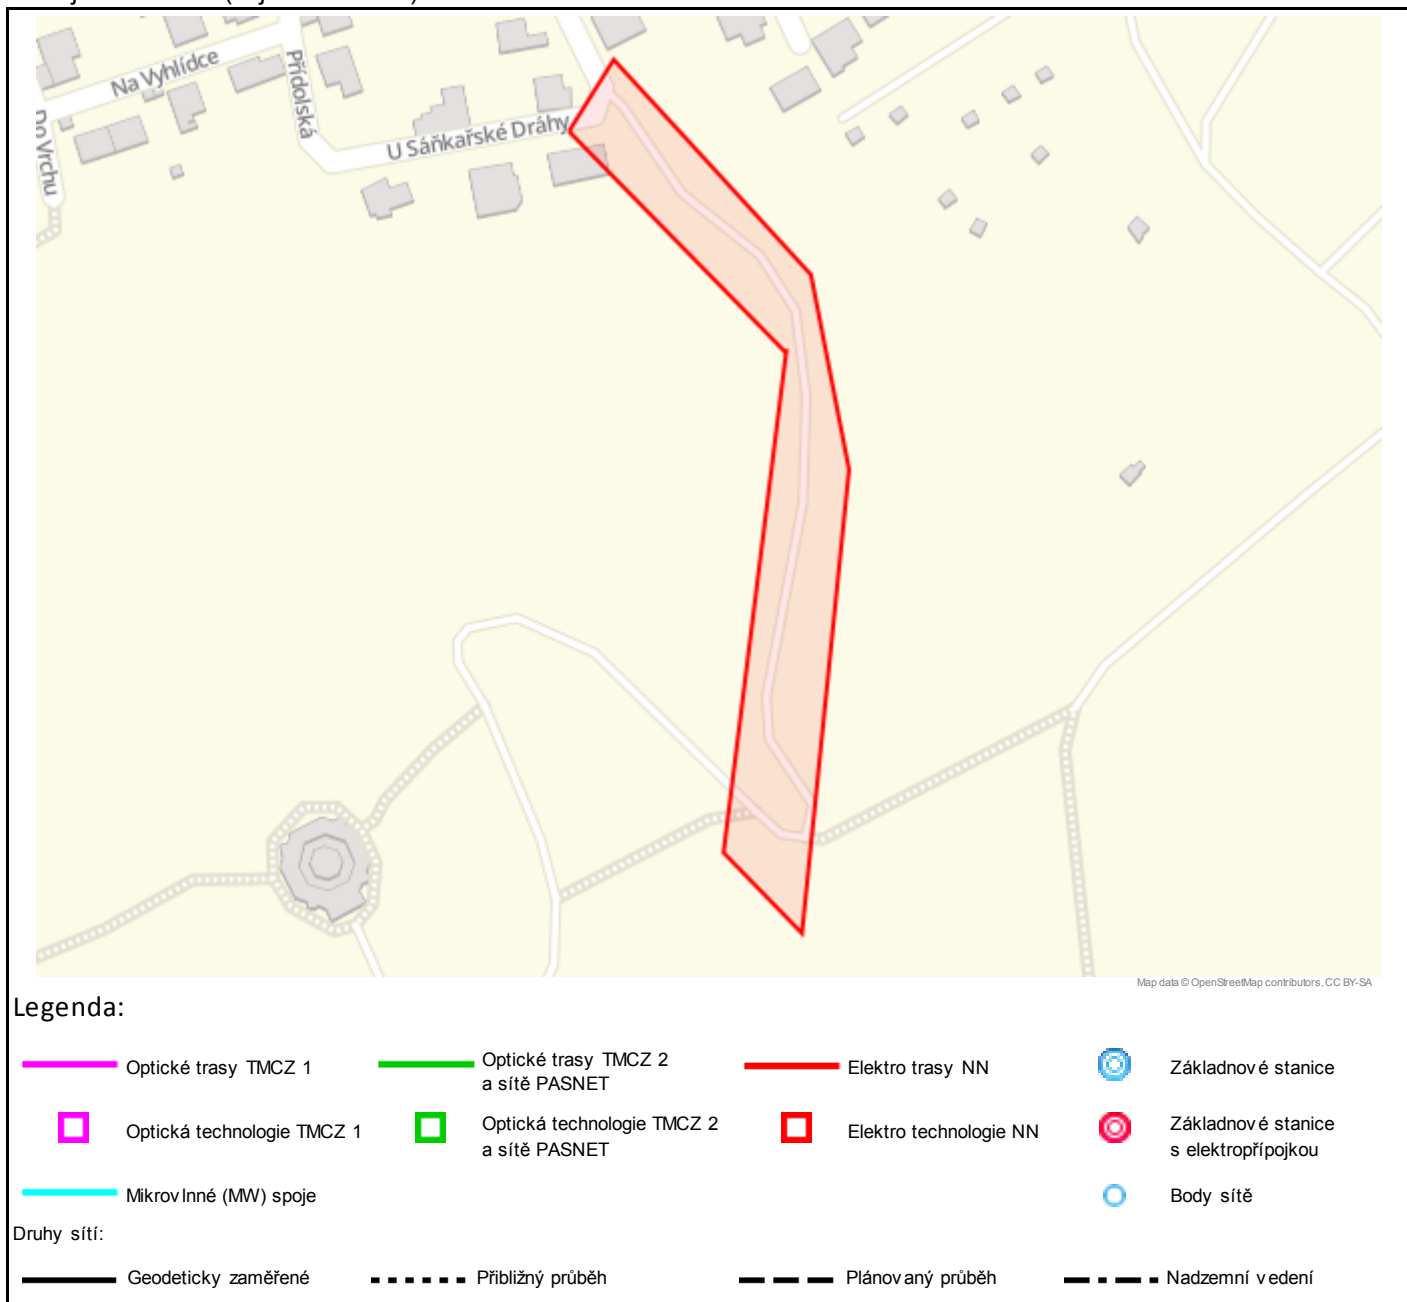 Na Vyhlídce
Přídolská
Do Vrchu
U Sáňkařské Dráhy
Map data © OpenStreetMap contributors, CC BY-SA
Legenda:
Optické trasy TMCZ 1
Optické trasy TMCZ 2
a sítě PASNET
Elektro trasy NN
Základnové stanice
Optická technologie TMCZ 1
Optická technologie TMCZ 2
a sítě PASNET
Elektro technologie NN
Základnové stanice
s elektropřípojkou
Mikrovlnné (MW) spoje
Body sítě
Druhy sítí:
Geodeticky zaměřené
Přibližný průběh
Plánovaný průběh
Nadzemní vedení